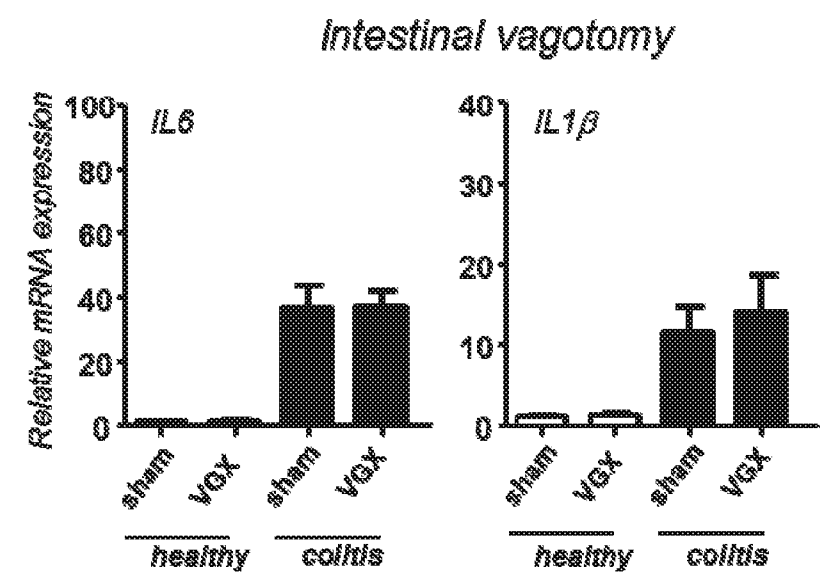 Intestinal vagotomy
Relative mRNA expression
IL6
100
80
60
40
20
0
sham
VGX
sham
VGX
healthy
colitis
IL1β
40
30
20
10
0
sham
VGX
sham
VGX
healthy
colitis